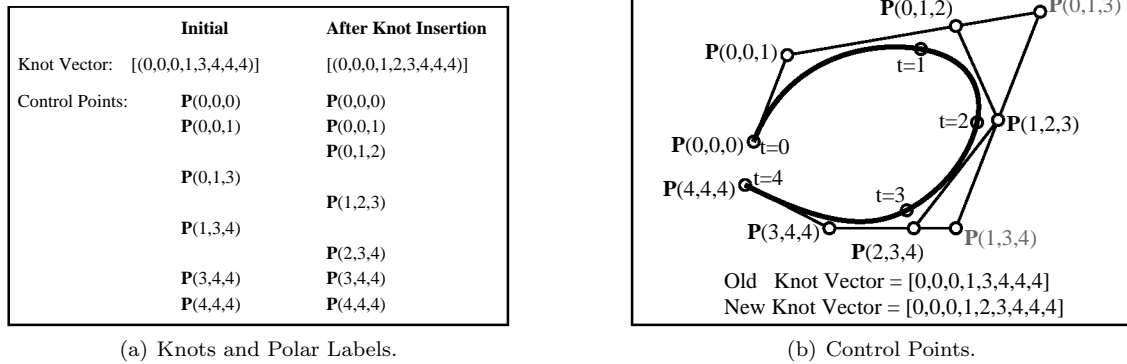 Initial After Knot Insertion
Knot Vector: [(0,0,0,1,3,4,4,4)] [(0,0,0,1,2,3,4,4,4)]
Control Points: P(0,0,0) P(0,0,0)
P(0,0,1) P(0,0,1)
P(0,1,2)
P(0,1,3)
P(1,2,3)
P(1,3,4)
P(2,3,4)
P(3,4,4) P(3,4,4)
P(4,4,4) P(4,4,4)
(a) Knots and Polar Labels.
P(0,1,2) P(0,1,3)
P(0,0,1)
t=1
t=2 P(1,2,3)
P(0,0,0) t=0
P(4,4,4) t=4
t=3
P(3,4,4) P(2,3,4) P(1,3,4)
Old Knot Vector = [0,0,0,1,3,4,4,4]
New Knot Vector = [0,0,0,1,2,3,4,4,4]
(b) Control Points.